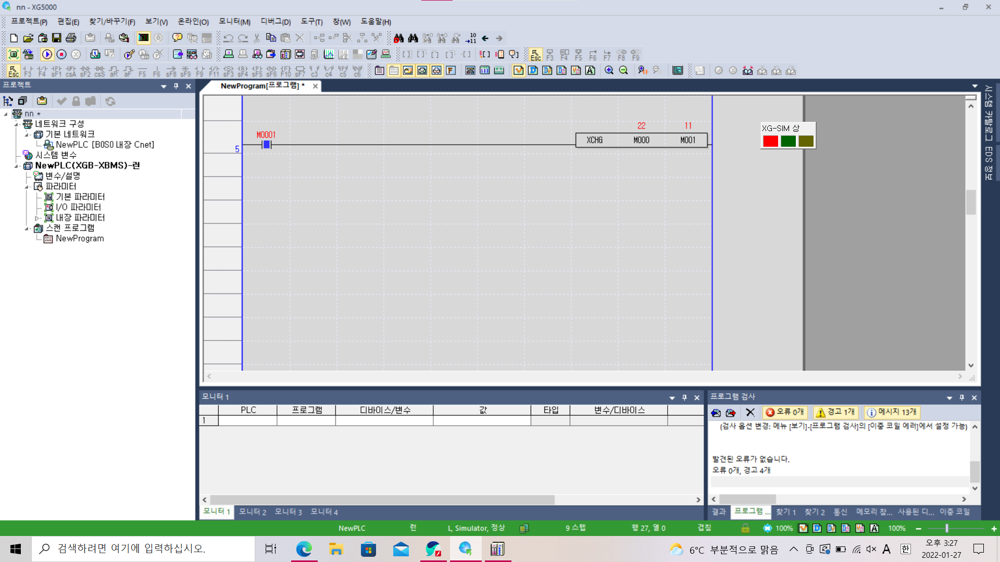 nn - XG5000
프로젝트(P) 편집(E) 찾기/바꾸기(F) 보기(V) 온라인(O) 모니터(M) 디버그(D) 도구(T) 창(W) 도움말(H)
Esc F3 F4 F5 F6 F7 F8 F9
Esc F3 F4 sF1 csA sF2 csS aR aF F5 F6 sF8 sF9 F9 F11 sF3 sF4 sF5 sF6 F10 sF7 c3 c4 c5 c6
프로젝트
nn *
네트워크 구성
기본 네트워크
NewPLC [B0S0 내장 Cnet]
시스템 변수
NewPLC(XGB-XBMS)-런
변수/설명
파라미터
기본 파라미터
I/O 파라미터
내장 파라미터
스캔 프로그램
NewProgram
NewProgram[프로그램] *
M0001
22 11
XCHG M000 M001
5
XG-SIM 상
시스템 카탈로그
EDS 정보
모니터 1
PLC 프로그램 디바이스/변수 값 타입 변수/디바이스
1
모니터 1 모니터 2 모니터 3 모니터 4
프로그램 검사
오류 0개 경고 1개 메시지 13개
(검사 옵션 변경: 메뉴 [보기]-[프로그램 검사]의 [이중 코일 에러]에서 설정 가능)
발견된 오류가 없습니다.
오류 0개, 경고 4개
결과 프로그램 ... 찾기 1 찾기 2 통신 메모리 참... 사용된 디... 이중 코일
NewPLC 런 L, Simulator, 정상 9 스텝 행 27, 열 0 겹침 100% 100%
검색하려면 여기에 입력하십시오.
6°C 부분적으로 맑음
A 한
오후 3:27
2022-01-27